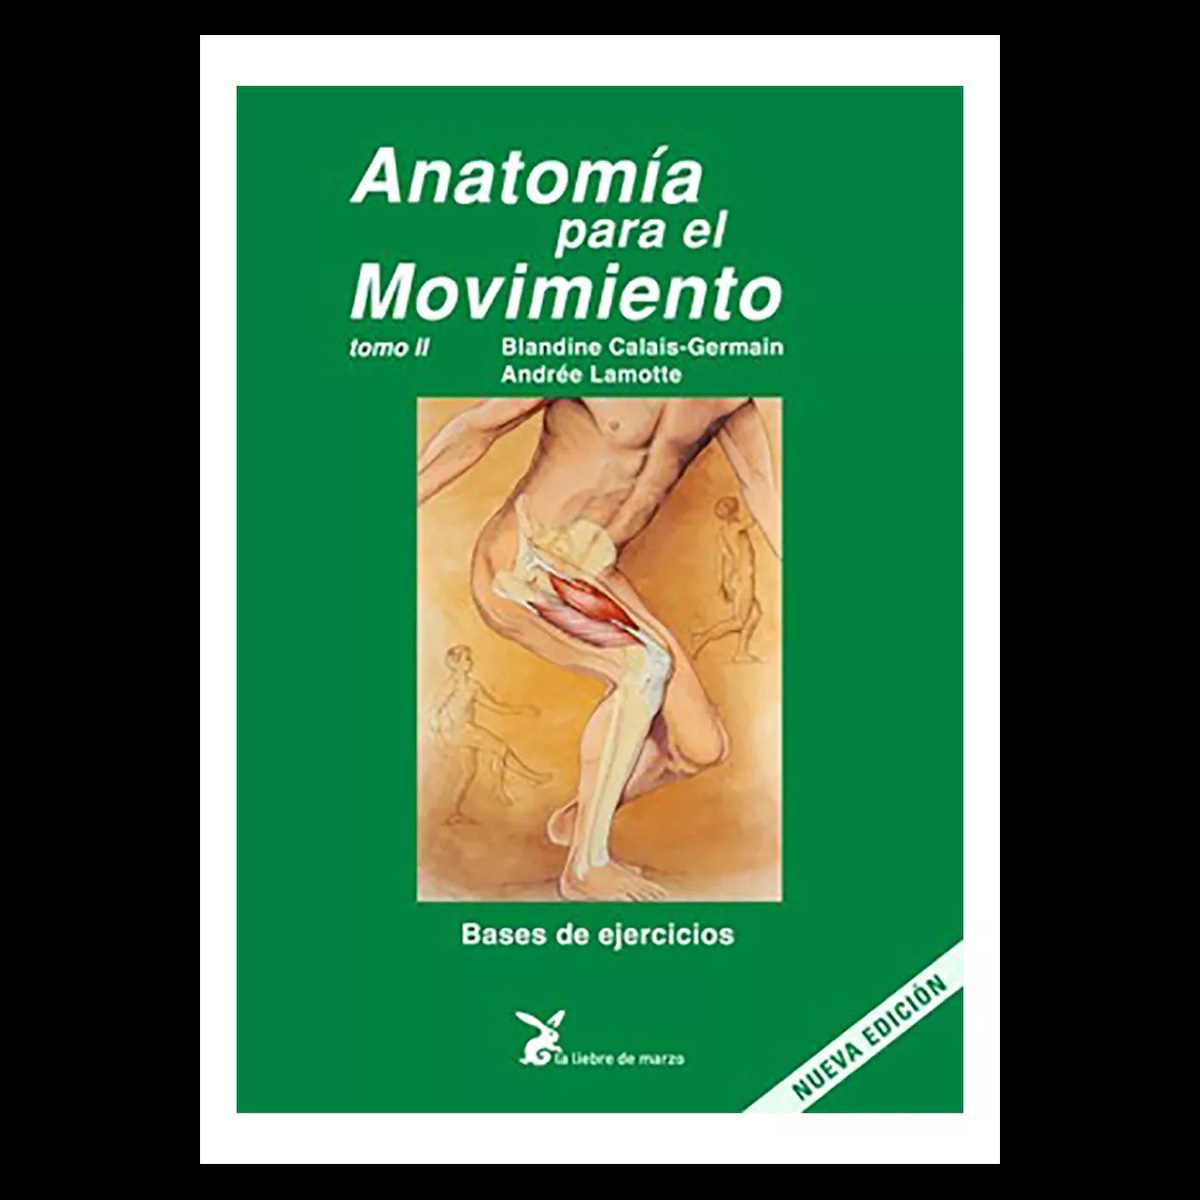 Anatomía
para el
Movimiento
tomo II
Blandine Calais-Germain
Andrée Lamotte
Bases de ejercicios
la liebre de marzo
NUEVA EDICIÓN